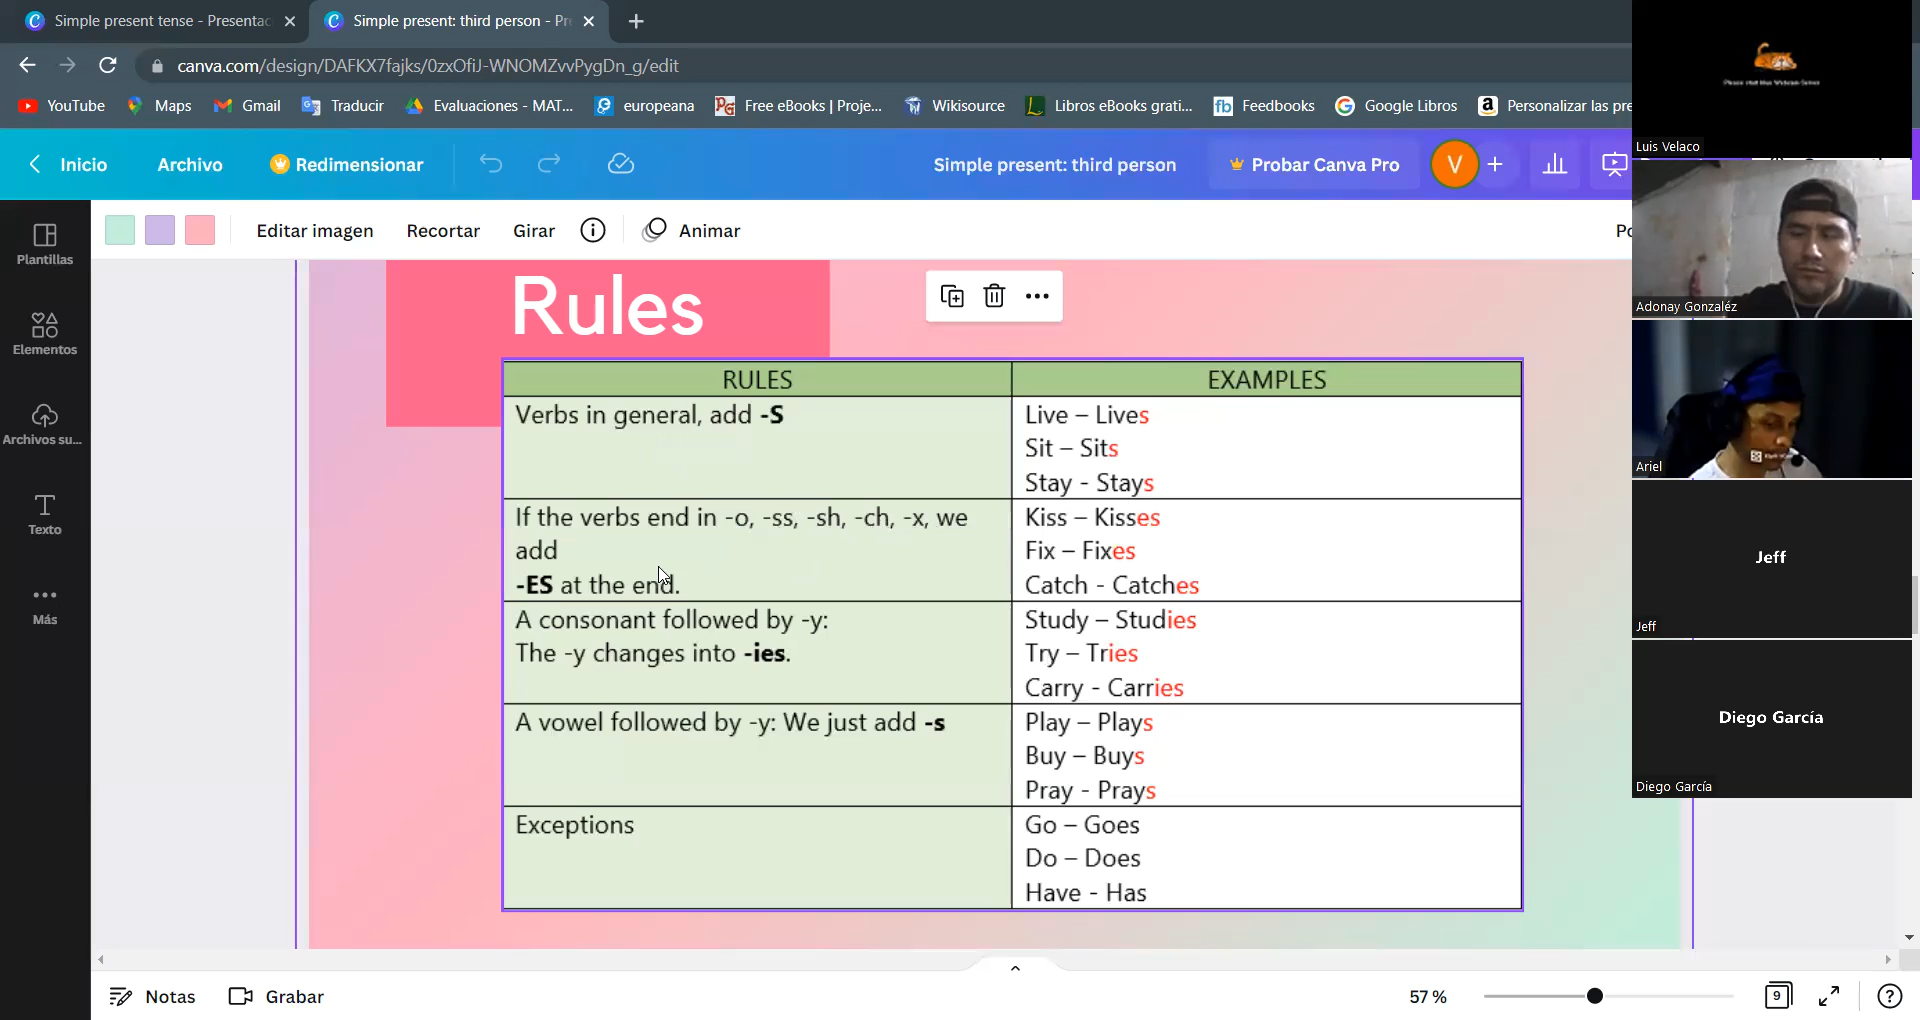 Simple present tense - Presentac
Simple present: third person - Pr
canva.com/design/DAFKX7fajks/0zxOfiJ-WNOMZvvPygDn_g/edit
YouTube
Maps
Gmail
Traducir
Evaluaciones - MAT...
europeana
Free eBooks | Proje...
Wikisource
Libros eBooks grati...
Feedbooks
Google Libros
Personalizar las pre
Inicio
Archivo
Redimensionar
Simple present: third person
Probar Canva Pro
V
Editar imagen
Recortar
Girar
Animar
Po
Plantillas
Elementos
Archivos su...
Texto
Más
Rules
RULES
EXAMPLES
Verbs in general, add -S
Live – Lives
Sit – Sits
Stay - Stays
If the verbs end in -o, -ss, -sh, -ch, -x, we
add
-ES at the end.
Kiss – Kisses
Fix – Fixes
Catch - Catches
A consonant followed by -y:
The -y changes into -ies.
Study – Studies
Try – Tries
Carry - Carries
A vowel followed by -y: We just add -s
Play – Plays
Buy – Buys
Pray - Prays
Exceptions
Go – Goes
Do – Does
Have - Has
Luis Velaco
Adonay Gonzaléz
Ariel
Jeff
Jeff
Diego García
Diego García
Notas
Grabar
57 %
9